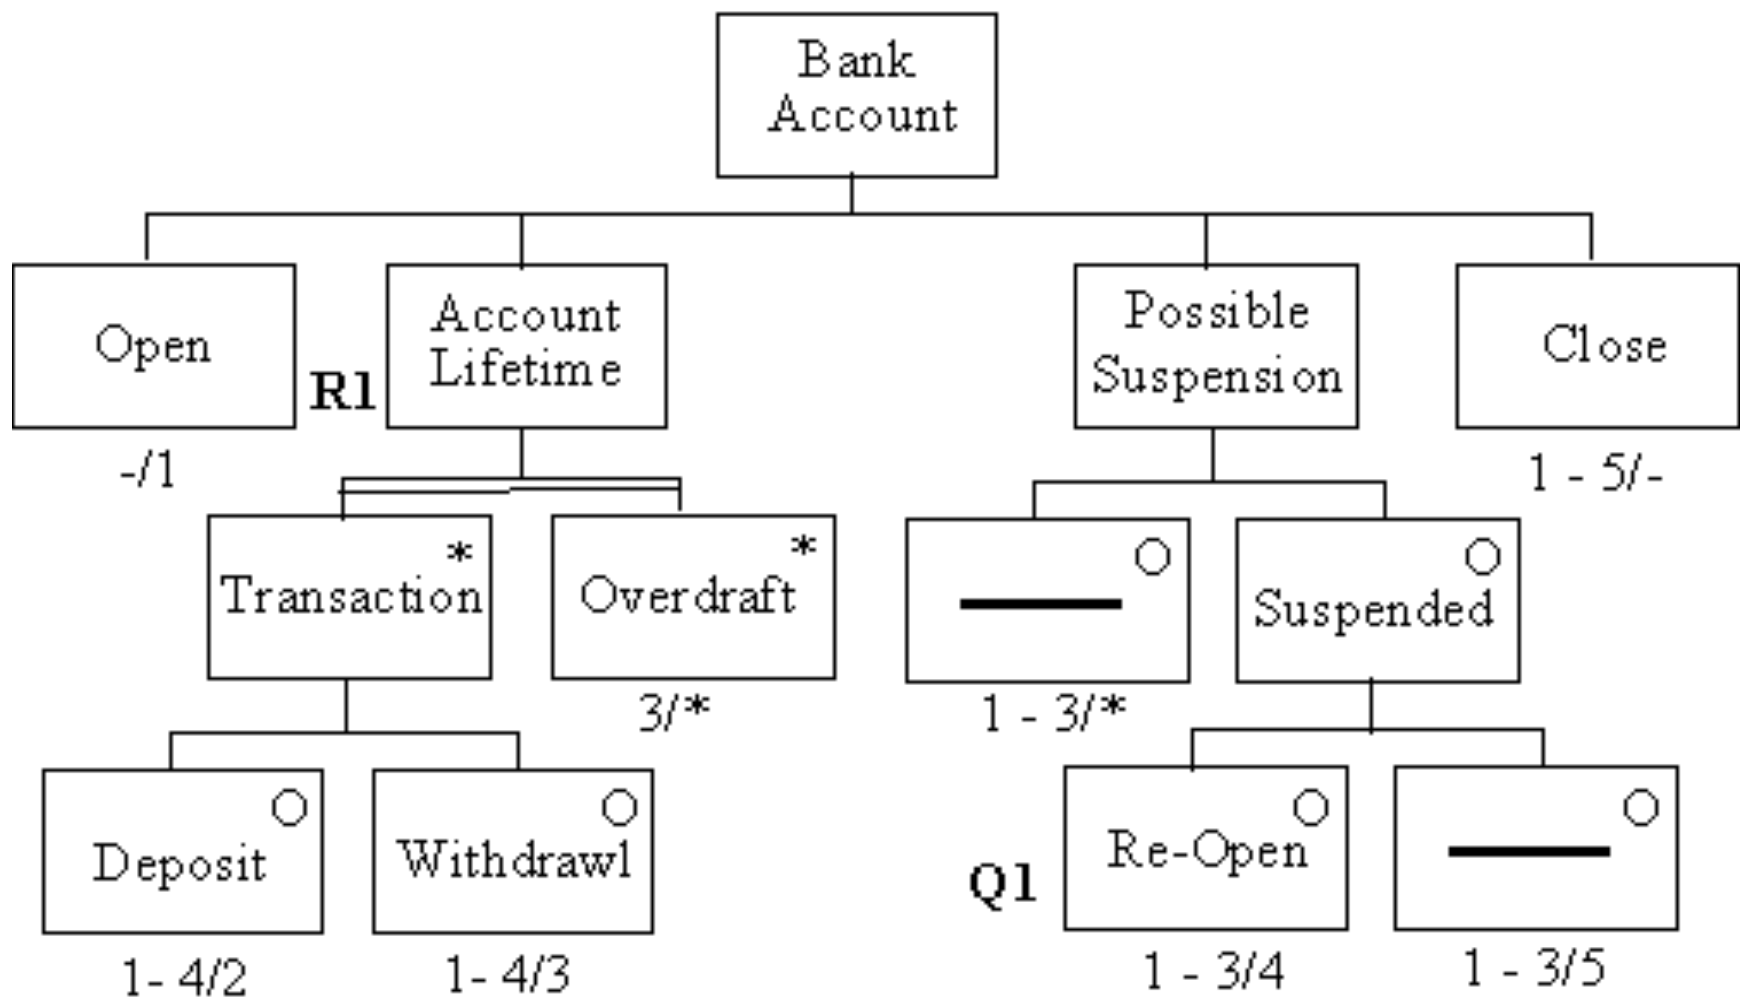 Bank
Account
Open
R1
Account
Lifetime
Possible
Suspension
Close
-/1
1 - 5/-
*
Transaction
*
Overdraft
Suspended
3/*
1 - 3/*
Deposit
Withdrawl
Q1
Re-Open
1- 4/2
1- 4/3
1 - 3/4
1 - 3/5